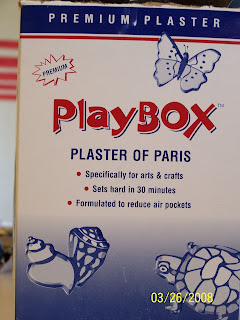 PREMIUM PLASTER
PREMIUM
PlayBOX™
PLASTER OF PARIS
• Specifically for arts & crafts
• Sets hard in 30 minutes
• Formulated to reduce air pockets
03/26/2008